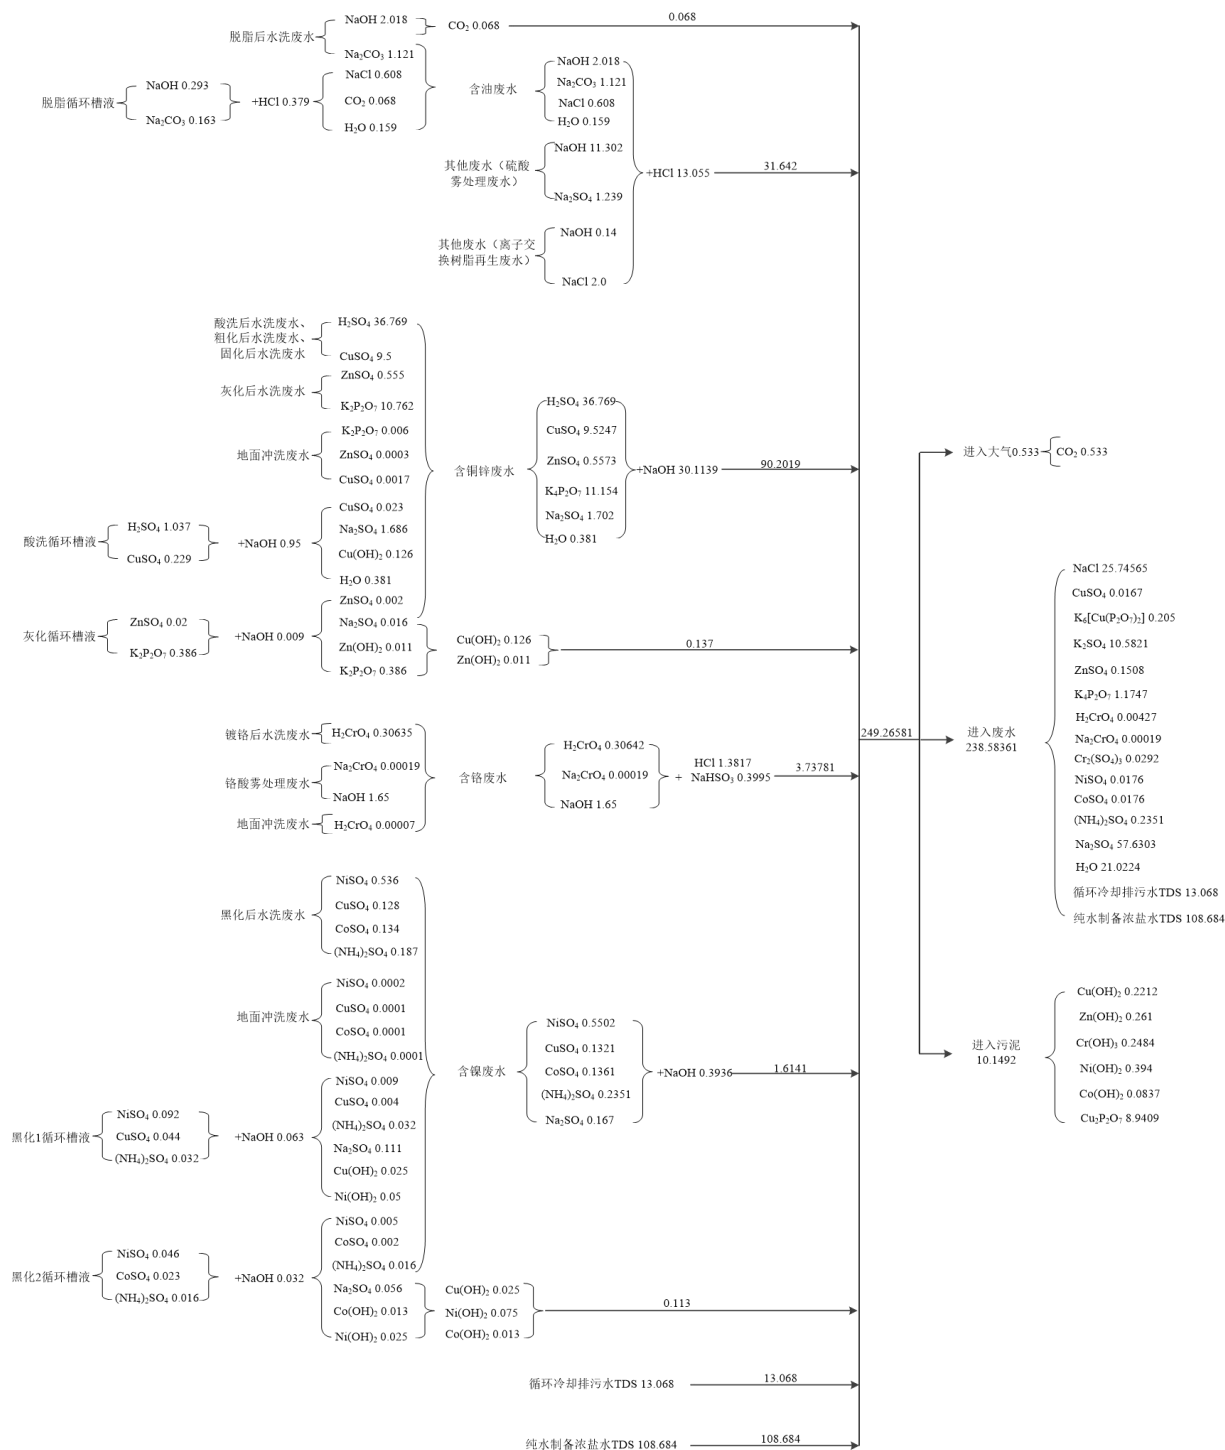 脱脂后水洗废水
NaOH 2.018
Na₂CO₃ 1.121
CO₂ 0.068
0.068
脱脂循环槽液
NaOH 0.293
Na₂CO₃ 0.163
+HCl 0.379
NaCl 0.608
CO₂ 0.068
H₂O 0.159
含油废水
NaOH 2.018
Na₂CO₃ 1.121
NaCl 0.608
H₂O 0.159
其他废水（硫酸
雾处理废水）
NaOH 11.302
Na₂SO₄ 1.239
其他废水（离子交
换树脂再生废水）
NaOH 0.14
NaCl 2.0
+HCl 13.055
31.642
酸洗后水洗废水、
粗化后水洗废水、
固化后水洗废水
H₂SO₄ 36.769
CuSO₄ 9.5
灰化后水洗废水
ZnSO₄ 0.555
K₂P₂O₇ 10.762
地面冲洗废水
K₂P₂O₇ 0.006
ZnSO₄ 0.0003
CuSO₄ 0.0017
酸洗循环槽液
H₂SO₄ 1.037
CuSO₄ 0.229
+NaOH 0.95
CuSO₄ 0.023
Na₂SO₄ 1.686
Cu(OH)₂ 0.126
H₂O 0.381
灰化循环槽液
ZnSO₄ 0.02
K₂P₂O₇ 0.386
+NaOH 0.009
ZnSO₄ 0.002
Na₂SO₄ 0.016
Zn(OH)₂ 0.011
K₂P₂O₇ 0.386
含铜锌废水
H₂SO₄ 36.769
CuSO₄ 9.5247
ZnSO₄ 0.5573
K₄P₂O₇ 11.154
Na₂SO₄ 1.702
H₂O 0.381
+NaOH 30.1139
90.2019
Cu(OH)₂ 0.126
Zn(OH)₂ 0.011
0.137
镀铬后水洗废水
H₂CrO₄ 0.30635
铬酸雾处理废水
Na₂CrO₄ 0.00019
NaOH 1.65
地面冲洗废水
H₂CrO₄ 0.00007
含铬废水
H₂CrO₄ 0.30642
Na₂CrO₄ 0.00019
NaOH 1.65
+
HCl 1.3817
NaHSO₃ 0.3995
3.73781
黑化后水洗废水
NiSO₄ 0.536
CuSO₄ 0.128
CoSO₄ 0.134
(NH₄)₂SO₄ 0.187
地面冲洗废水
NiSO₄ 0.0002
CuSO₄ 0.0001
CoSO₄ 0.0001
(NH₄)₂SO₄ 0.0001
黑化1循环槽液
NiSO₄ 0.092
CuSO₄ 0.044
(NH₄)₂SO₄ 0.032
+NaOH 0.063
NiSO₄ 0.009
CuSO₄ 0.004
(NH₄)₂SO₄ 0.032
Na₂SO₄ 0.111
Cu(OH)₂ 0.025
Ni(OH)₂ 0.05
黑化2循环槽液
NiSO₄ 0.046
CoSO₄ 0.023
(NH₄)₂SO₄ 0.016
+NaOH 0.032
NiSO₄ 0.005
CoSO₄ 0.002
(NH₄)₂SO₄ 0.016
Na₂SO₄ 0.056
Co(OH)₂ 0.013
Ni(OH)₂ 0.025
含镍废水
NiSO₄ 0.5502
CuSO₄ 0.1321
CoSO₄ 0.1361
(NH₄)₂SO₄ 0.2351
Na₂SO₄ 0.167
+NaOH 0.3936
1.6141
Cu(OH)₂ 0.025
Ni(OH)₂ 0.075
Co(OH)₂ 0.013
0.113
循环冷却排污水TDS 13.068
13.068
纯水制备浓盐水TDS 108.684
108.684
249.26581
进入大气0.533
CO₂ 0.533
进入废水
238.58361
NaCl 25.74565
CuSO₄ 0.0167
K₆[Cu(P₂O₇)₂] 0.205
K₂SO₄ 10.5821
ZnSO₄ 0.1508
K₄P₂O₇ 1.1747
H₂CrO₄ 0.00427
Na₂CrO₄ 0.00019
Cr₂(SO₄)₃ 0.0292
NiSO₄ 0.0176
CoSO₄ 0.0176
(NH₄)₂SO₄ 0.2351
Na₂SO₄ 57.6303
H₂O 21.0224
循环冷却排污水TDS 13.068
纯水制备浓盐水TDS 108.684
进入污泥
10.1492
Cu(OH)₂ 0.2212
Zn(OH)₂ 0.261
Cr(OH)₃ 0.2484
Ni(OH)₂ 0.394
Co(OH)₂ 0.0837
Cu₂P₂O₇ 8.9409